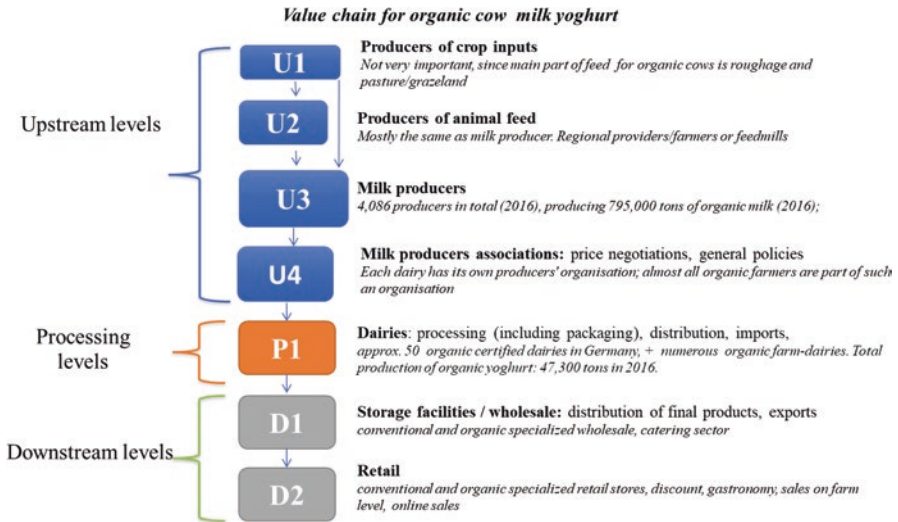 Value chain for organic cow milk yoghurt
Upstream levels
U1
Producers of crop inputs
Not very important, since main part of feed for organic cows is roughage and
pasture/grazeland
U2
Producers of animal feed
Mostly the same as milk producer. Regional providers/farmers or feedmills
U3
Milk producers
4,086 producers in total (2016), producing 795,000 tons of organic milk (2016);
U4
Milk producers associations: price negotiations, general policies
Each dairy has its own producers' organisation; almost all organic farmers are part of such
an organisation
Processing
levels
P1
Dairies: processing (including packaging), distribution, imports,
approx. 50 organic certified dairies in Germany, + numerous organic farm-dairies. Total
production of organic yoghurt: 47,300 tons in 2016.
Downstream levels
D1
Storage facilities / wholesale: distribution of final products, exports
conventional and organic specialized wholesale, catering sector
D2
Retail
conventional and organic specialized retail stores, discount, gastronomy, sales on farm
level, online sales